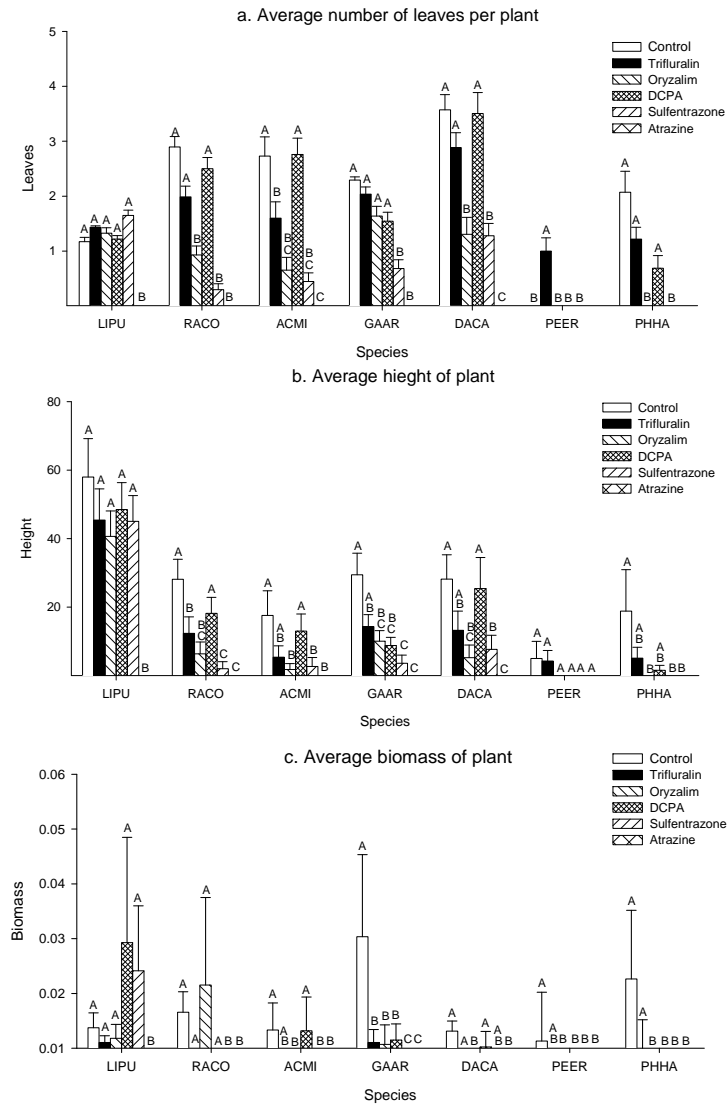 a. Average number of leaves per plant
5
4
3
2
1
Leaves
Control
Trifluralin
Oryzalim
DCPA
Sulfentrazone
Atrazine
A A A A A B
A A B A B B
A B B C A B C C
A A A A B B
A A B A B C
B A B B B
A A B A B
LIPU RACO ACMI GAAR DACA PEER PHHA
Species
b. Average hieght of plant
80
60
40
20
Height
Control
Trifluralin
Oryzalim
DCPA
Sulfentrazone
Atrazine
A A A A A B
A B B C A C C
A A B A A B B
A A B B C B C C C
A A B B C A B C
A A A A A A
A A B B A B B B
LIPU RACO ACMI GAAR DACA PEER PHHA
Species
c. Average biomass of plant
0.06
0.05
0.04
0.03
0.02
0.01
Biomass
Control
Trifluralin
Oryzalim
DCPA
Sulfentrazone
Atrazine
A A A A A B
A A A A B B
A A B B A B B
A B B B C C
A A B A B B
A A B B B B B
A A B B B B
LIPU RACO ACMI GAAR DACA PEER PHHA
Species